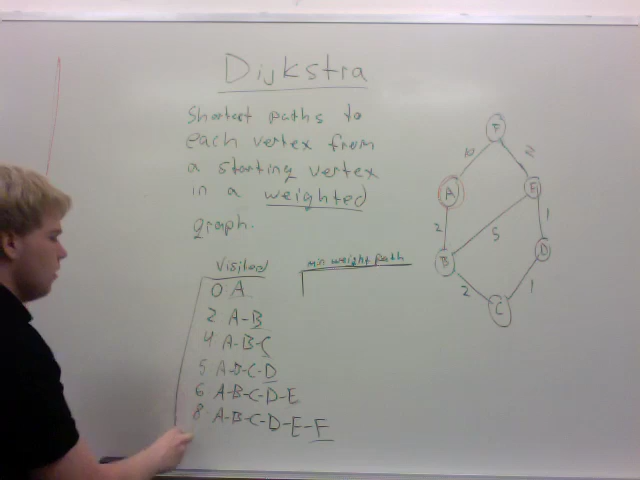 Dijkstra
Shortest paths to
each vertex from
a starting vertex
in a weighted
graph.
Visited
0 A
2 A-B
4 A-B-C
5 A-B-C-D
6 A-B-C-D-E
8 A-B-C-D-E-F
min weight path
F
10
2
A
E
2
5
1
B
D
2
1
C